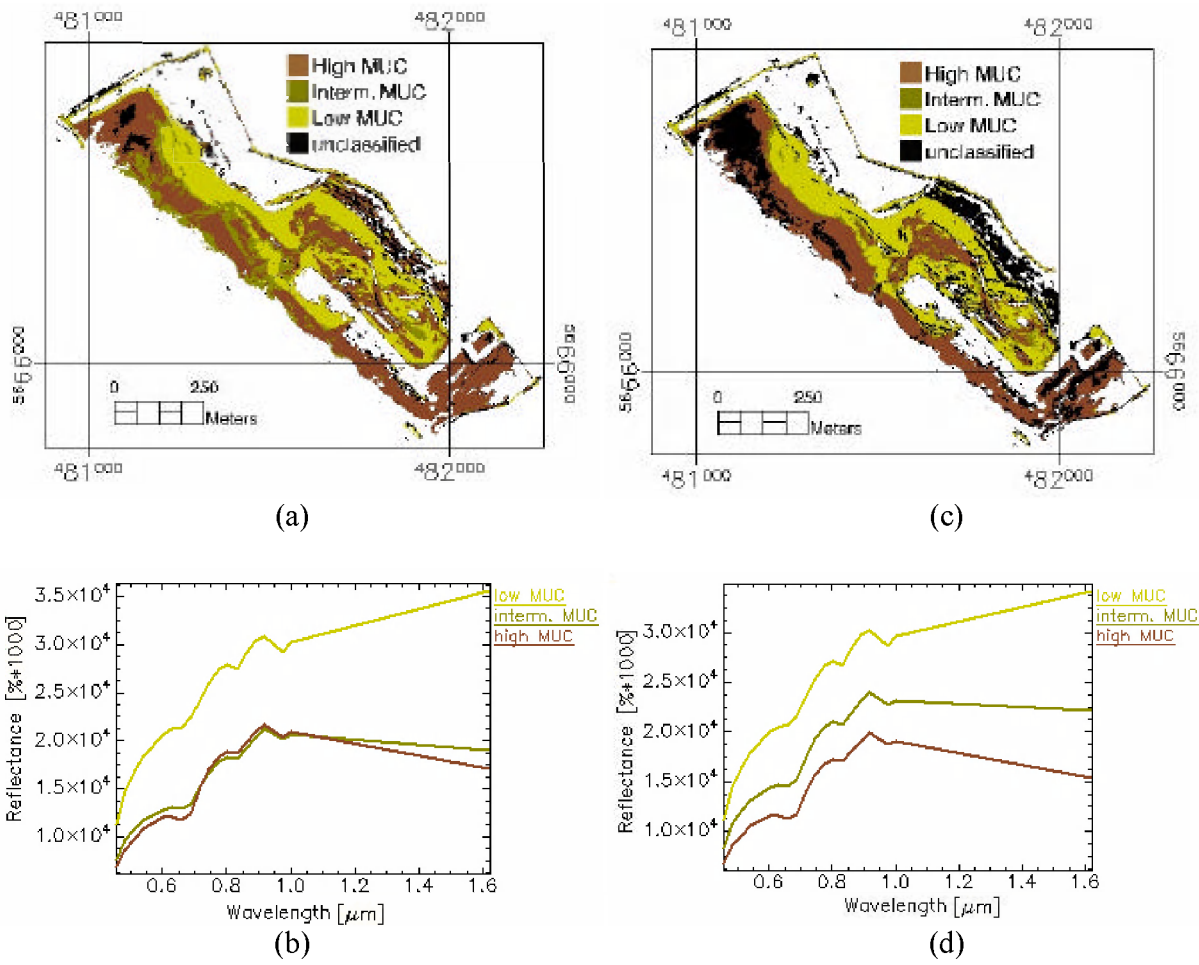 ⁴81⁰⁰⁰ ⁴82⁰⁰⁰
High MUC
Interm. MUC
Low MUC
unclassified
⁵⁶66⁰⁰⁰
⁵⁶66⁰⁰⁰
0 250
Meters
⁴81⁰⁰⁰ ⁴82⁰⁰⁰
(a)
⁴81⁰⁰⁰ ⁴82⁰⁰⁰
High MUC
Interm. MUC
Low MUC
unclassified
⁵⁶66⁰⁰⁰
⁵⁶66⁰⁰⁰
0 250
Meters
⁴81⁰⁰⁰ ⁴82⁰⁰⁰
(c)
low MUC
interm. MUC
high MUC
Reflectance [%*1000]
3.5×10⁴
3.0×10⁴
2.5×10⁴
2.0×10⁴
1.5×10⁴
1.0×10⁴
0.6 0.8 1.0 1.2 1.4 1.6
Wavelength [μm]
(b)
low MUC
interm. MUC
high MUC
Reflectance [%*1000]
3.0×10⁴
2.5×10⁴
2.0×10⁴
1.5×10⁴
1.0×10⁴
0.6 0.8 1.0 1.2 1.4 1.6
Wavelength [μm]
(d)